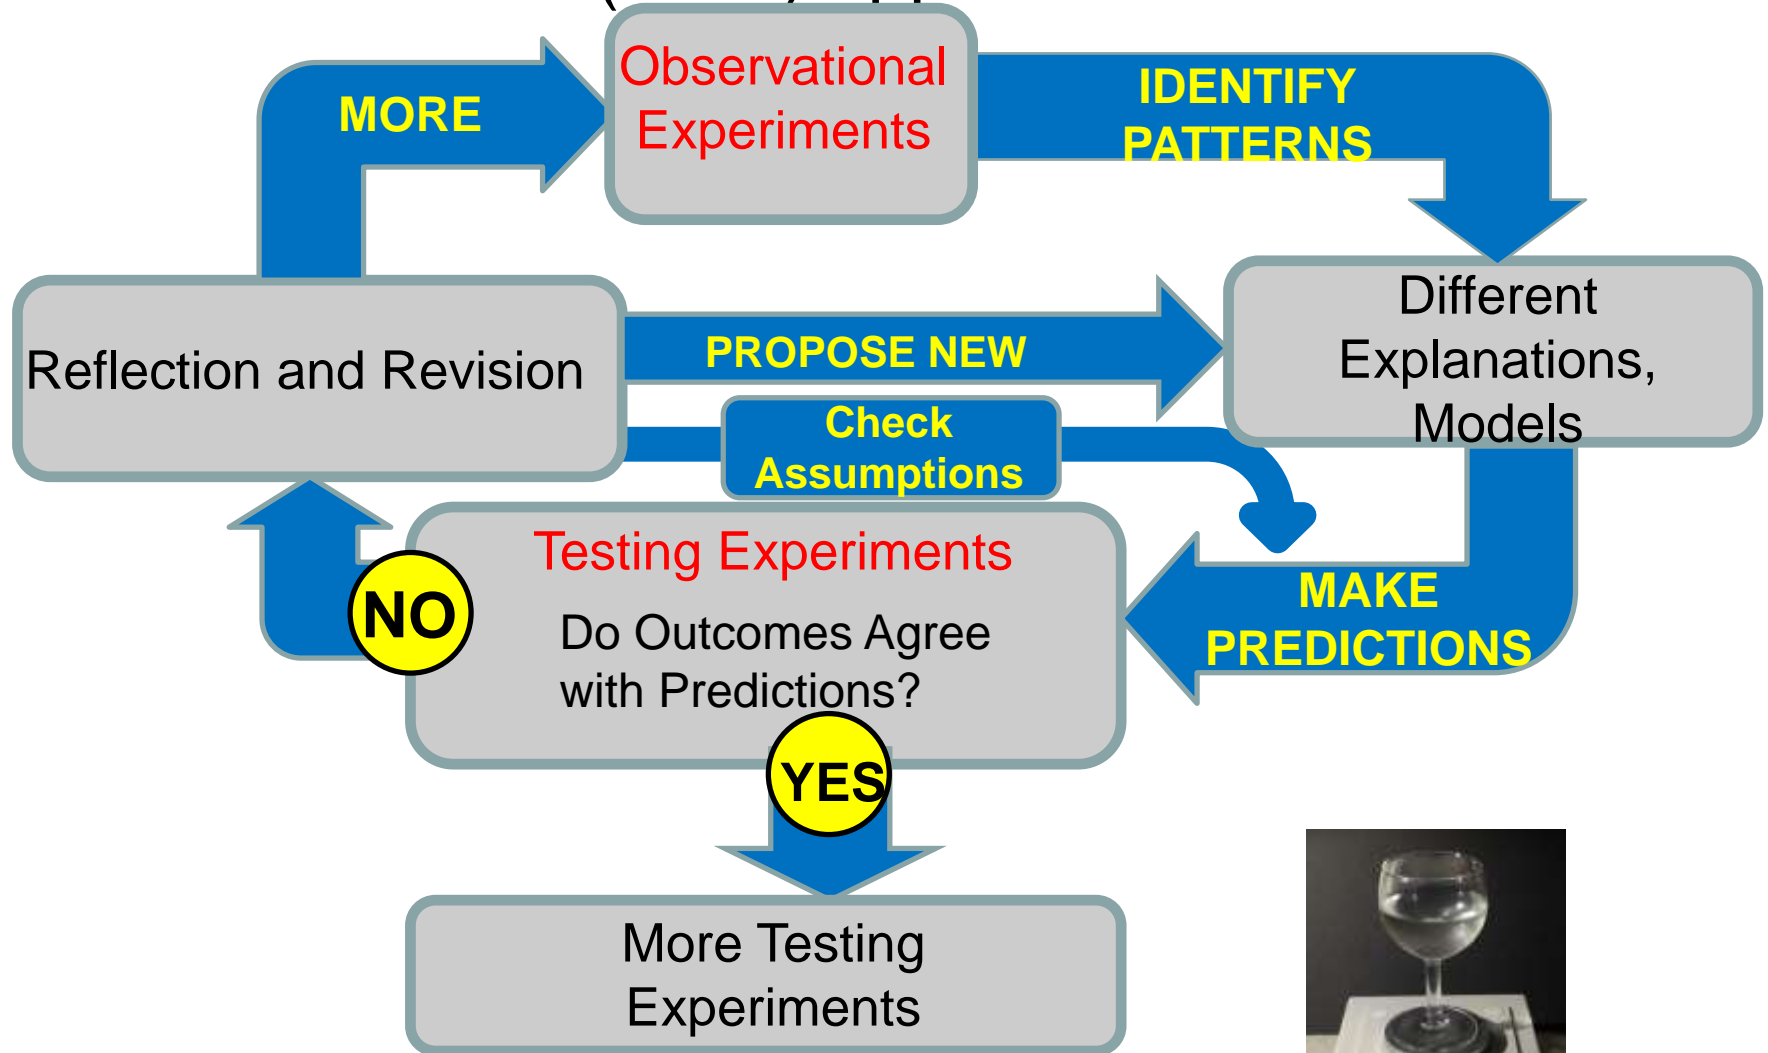 Observational
Experiments
IDENTIFY
PATTERNS
MORE
Different
Explanations,
Models
Reflection and Revision
PROPOSE NEW
Check
Assumptions
Testing Experiments
Do Outcomes Agree
with Predictions?
NO
MAKE
PREDICTIONS
YES
More Testing
Experiments